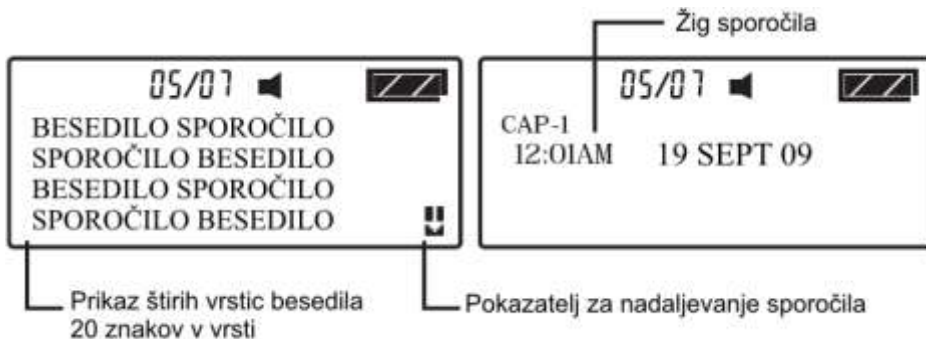 Žig sporočila
05/07
BESEDILO SPOROČILO
SPOROČILO BESEDILO
BESEDILO SPOROČILO
SPOROČILO BESEDILO
05/07
CAP-1
12:01AM 19 SEPT 09
Prikaz štirih vrstic besedila
20 znakov v vrsti
Pokazatelj za nadaljevanje sporočila